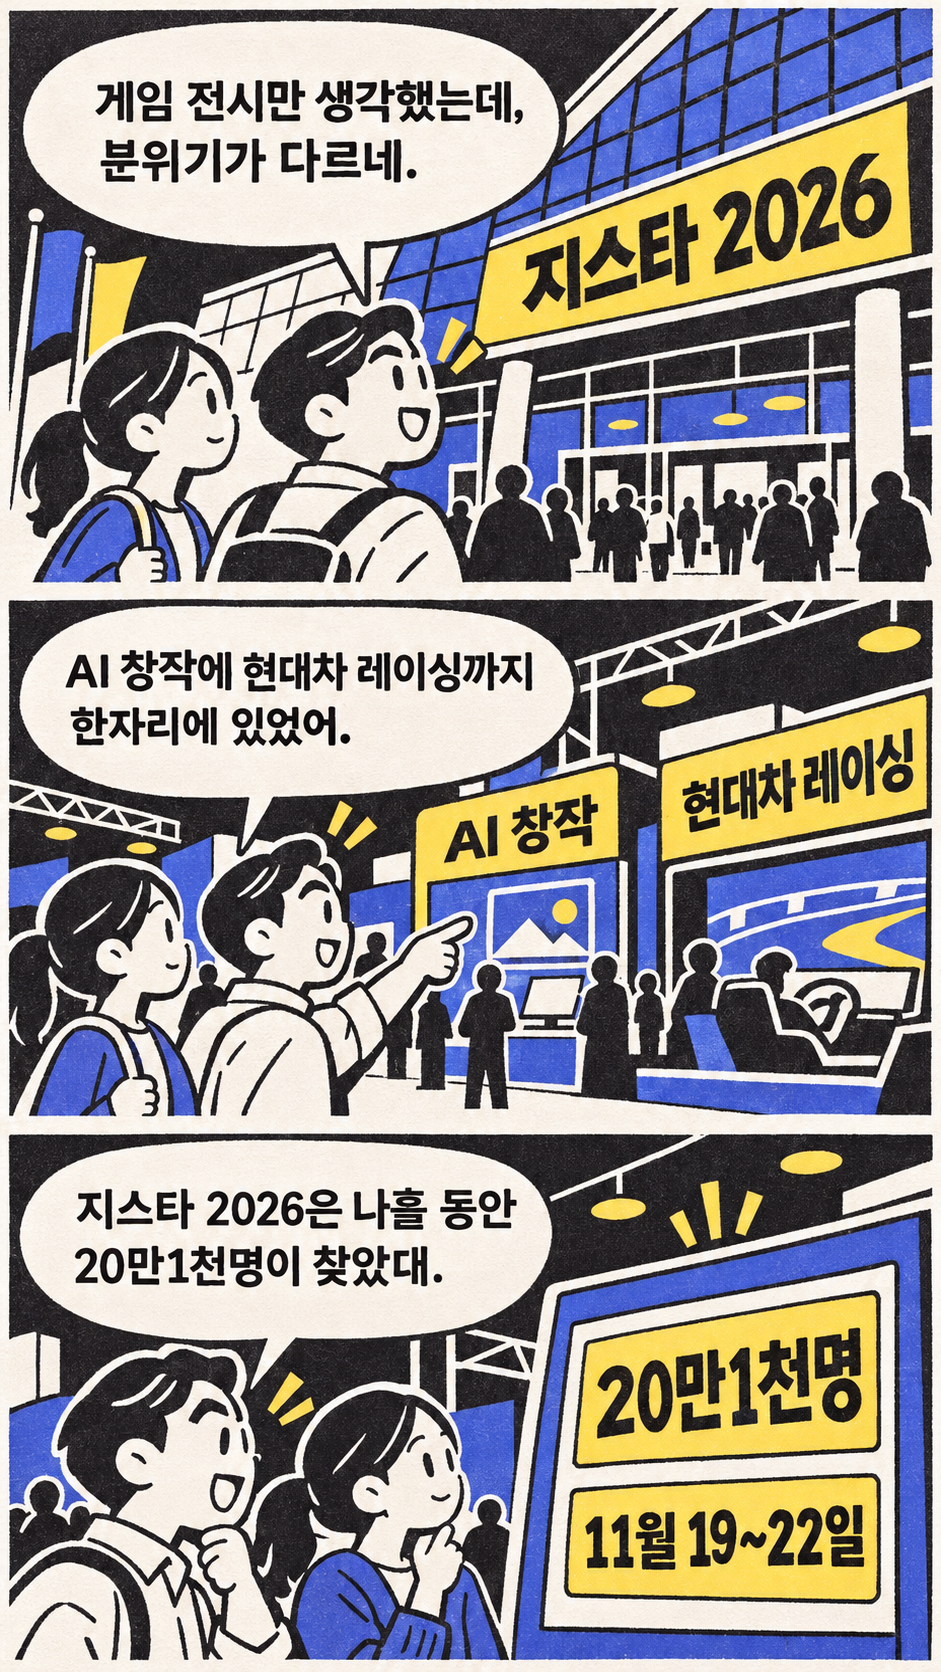 게임 전시만 생각했는데,
분위기가 다르네.
지스타 2026
AI 창작에 현대차 레이싱까지
한자리에 있었어.
AI 창작
현대차 레이싱
지스타 2026은 나흘 동안
20만1천명이 찾았대.
20만1천명
11월 19~22일